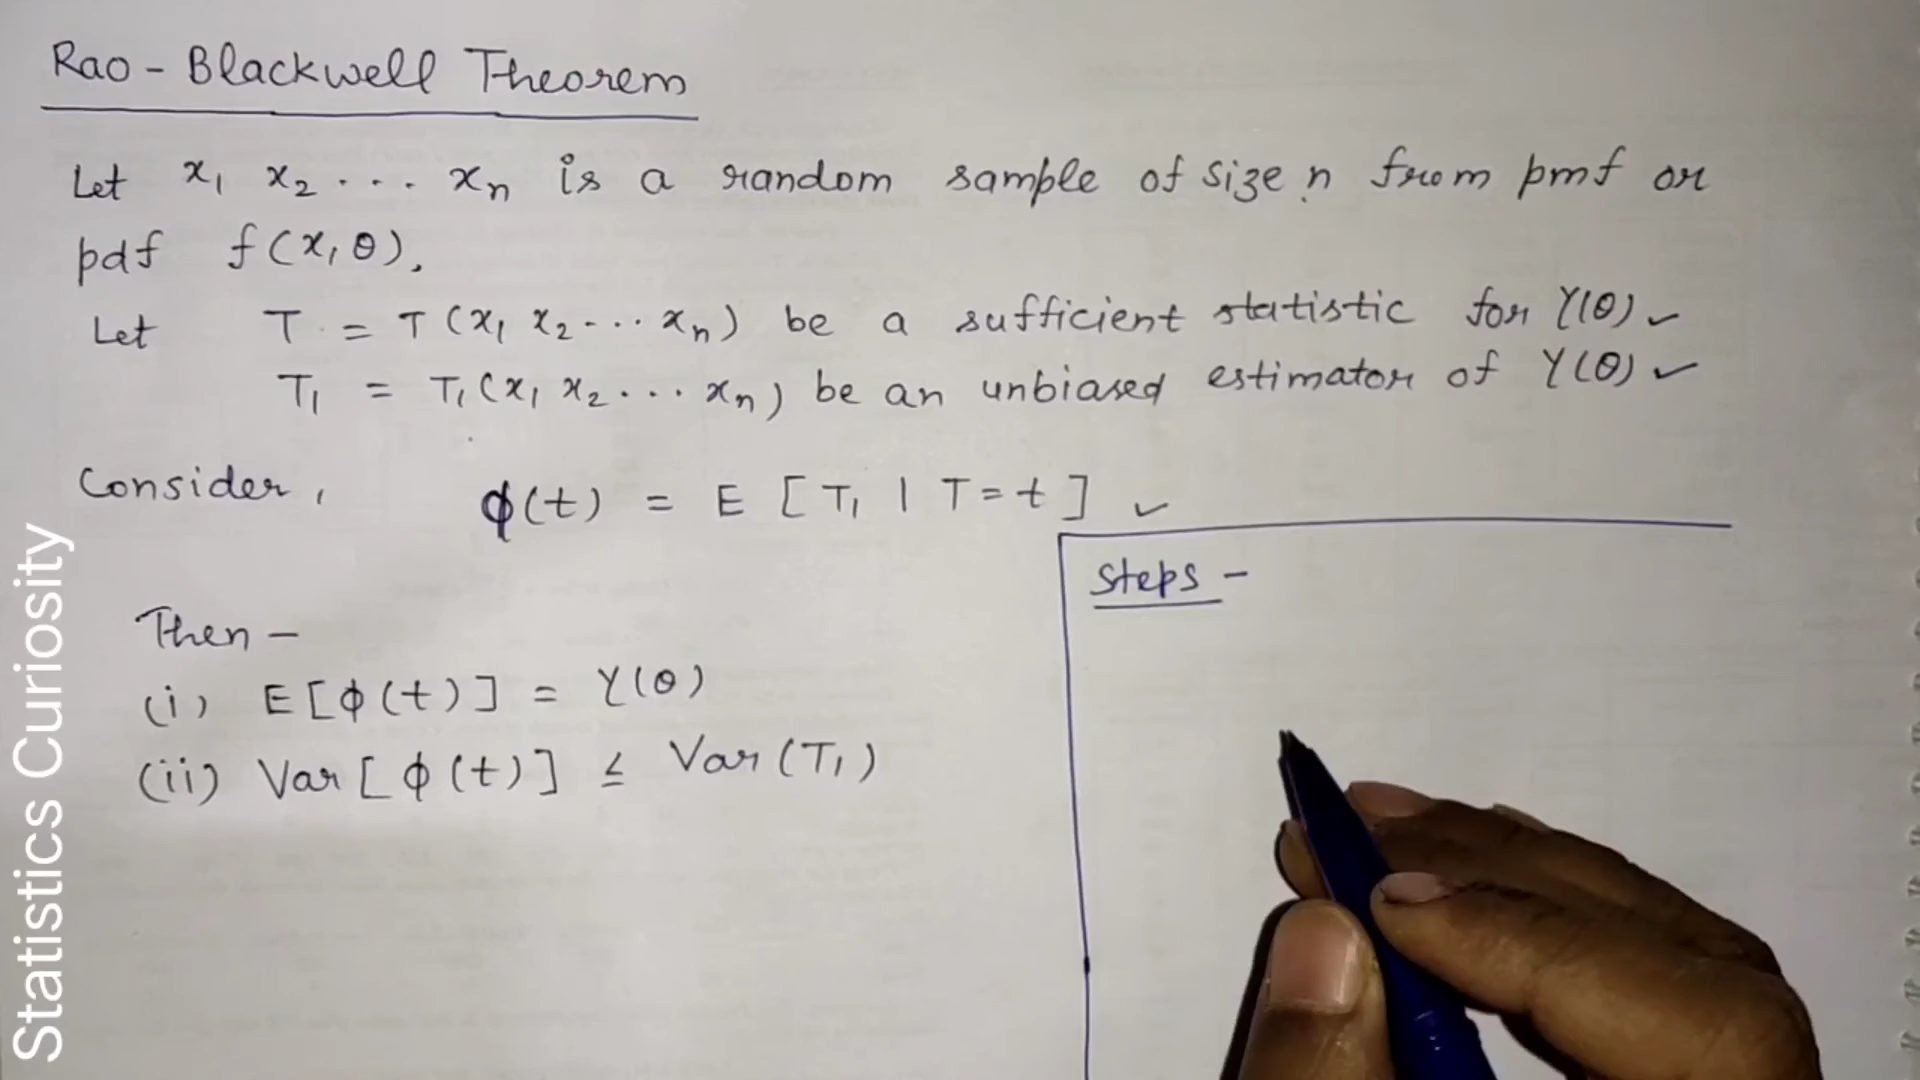 Rao - Blackwell Theorem
Let x₁ x₂ ... xₙ is a random sample of size n from pmf or
pdf f(x, θ),
Let T = T(x₁ x₂ ... xₙ) be a sufficient statistic for γ(θ) ✓
T₁ = T₁(x₁ x₂ ... xₙ) be an unbiased estimator of γ(θ) ✓
Consider, ϕ(t) = E [T₁ | T = t] ✓
Steps -
Then -
(i) E[ϕ(t)] = γ(θ)
(ii) Var[ϕ(t)] ≤ Var(T₁)
Statistics Curiosity